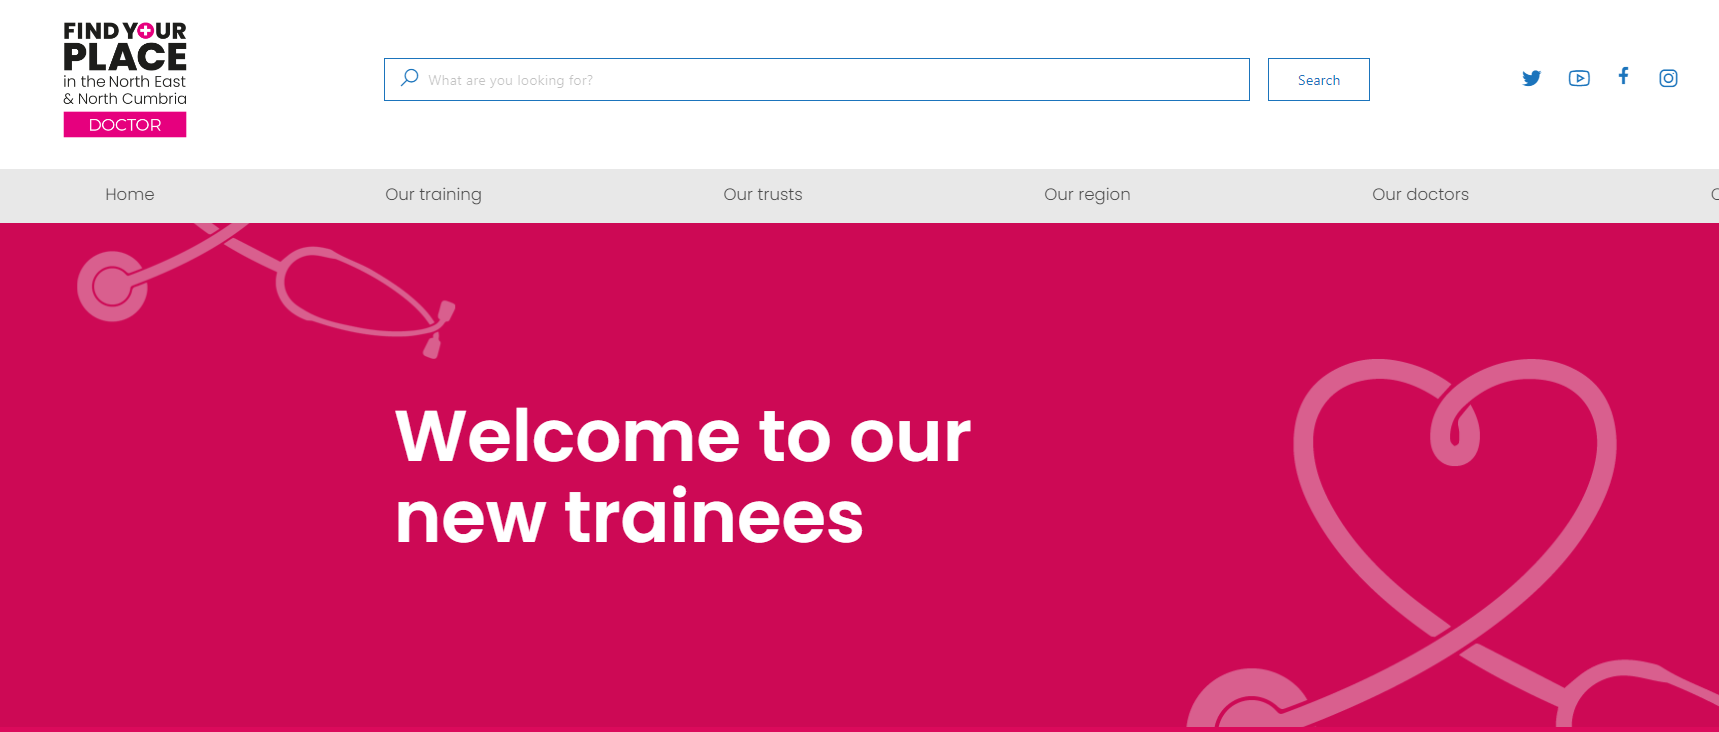 FIND YOUR
PLACE
in the North East
& North Cumbria
DOCTOR
What are you looking for?
Search
Home
Our training
Our trusts
Our region
Our doctors
Welcome to our
new trainees